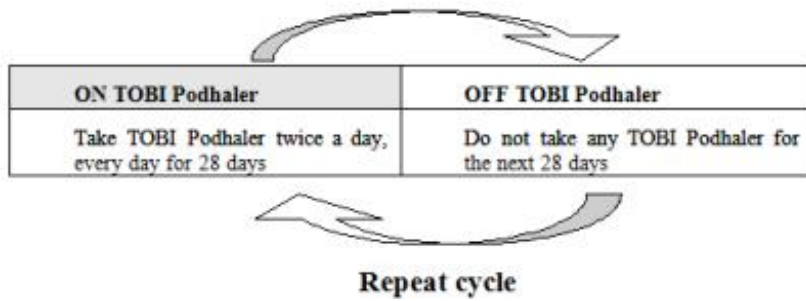 ON TOBI Podhaler
OFF TOBI Podhaler
Take TOBI Podhaler twice a day,
every day for 28 days
Do not take any TOBI Podhaler for
the next 28 days
Repeat cycle